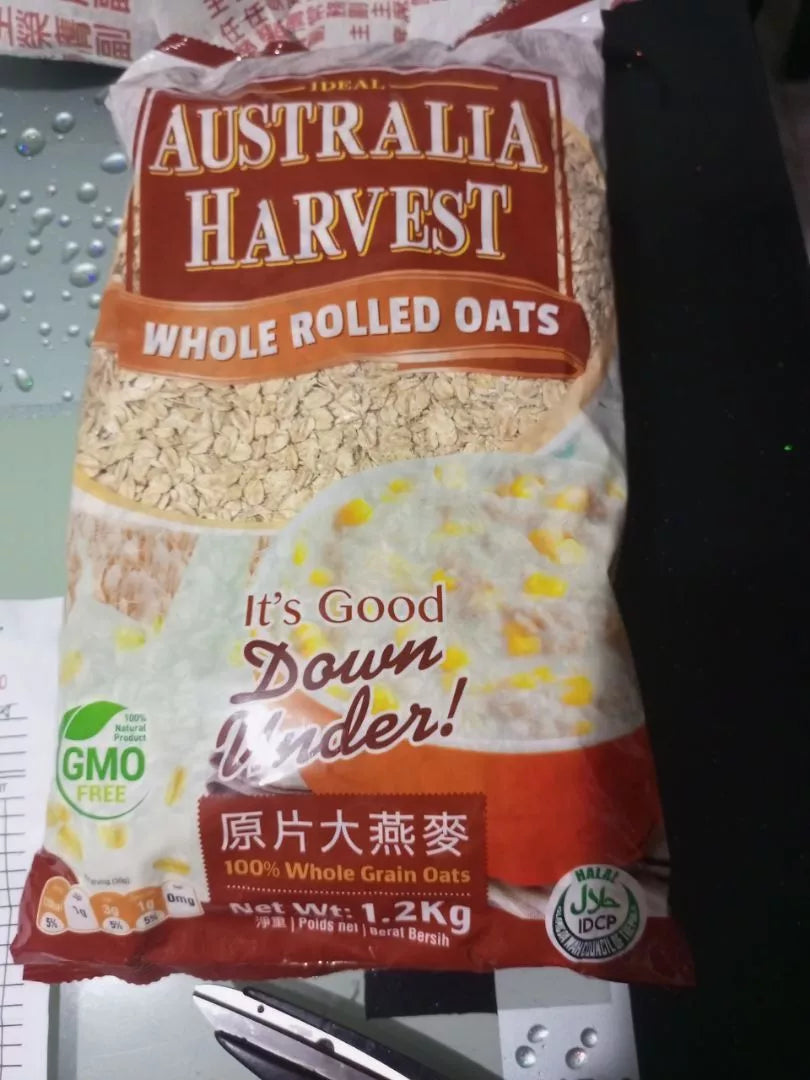 IDEAL
AUSTRALIA
HARVEST
WHOLE ROLLED OATS
It's Good
Down
Under!
100%
Natural
Product
GMO
FREE
原片大燕麥
100% Whole Grain Oats
Net Wt: 1.2Kg
淨重 | Poids net | Berat Bersih
1g
3g
1g
0mg
5%
5%
5%
HALAL
حلال
IDCP